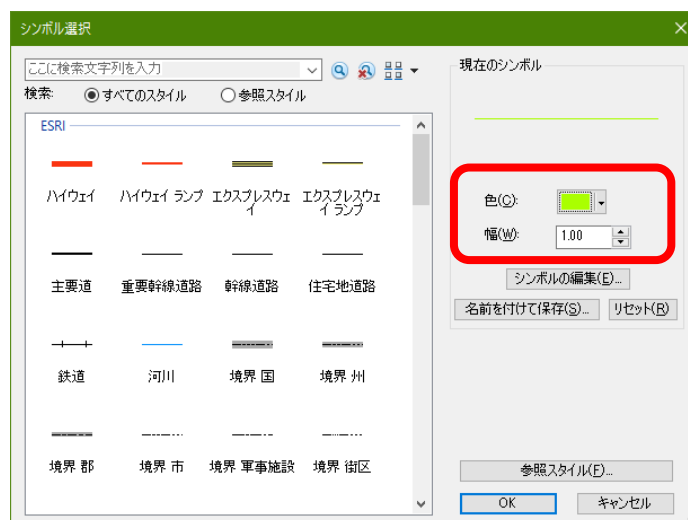 シンボル選択
ここに検索文字列を入力
検索:
すべてのスタイル
参照スタイル
ESRI
ハイウェイ
ハイウェイ ランプ
エクスプレスウェ
イ
エクスプレスウェ
イ ランプ
主要道
重要幹線道路
幹線道路
住宅地道路
鉄道
河川
境界 国
境界 州
境界 郡
境界 市
境界 軍事施設
境界 街区
現在のシンボル
色(C):
幅(W):
1.00
シンボルの編集(E)...
名前を付けて保存(S)...
リセット(R)
参照スタイル(F)...
OK
キャンセル